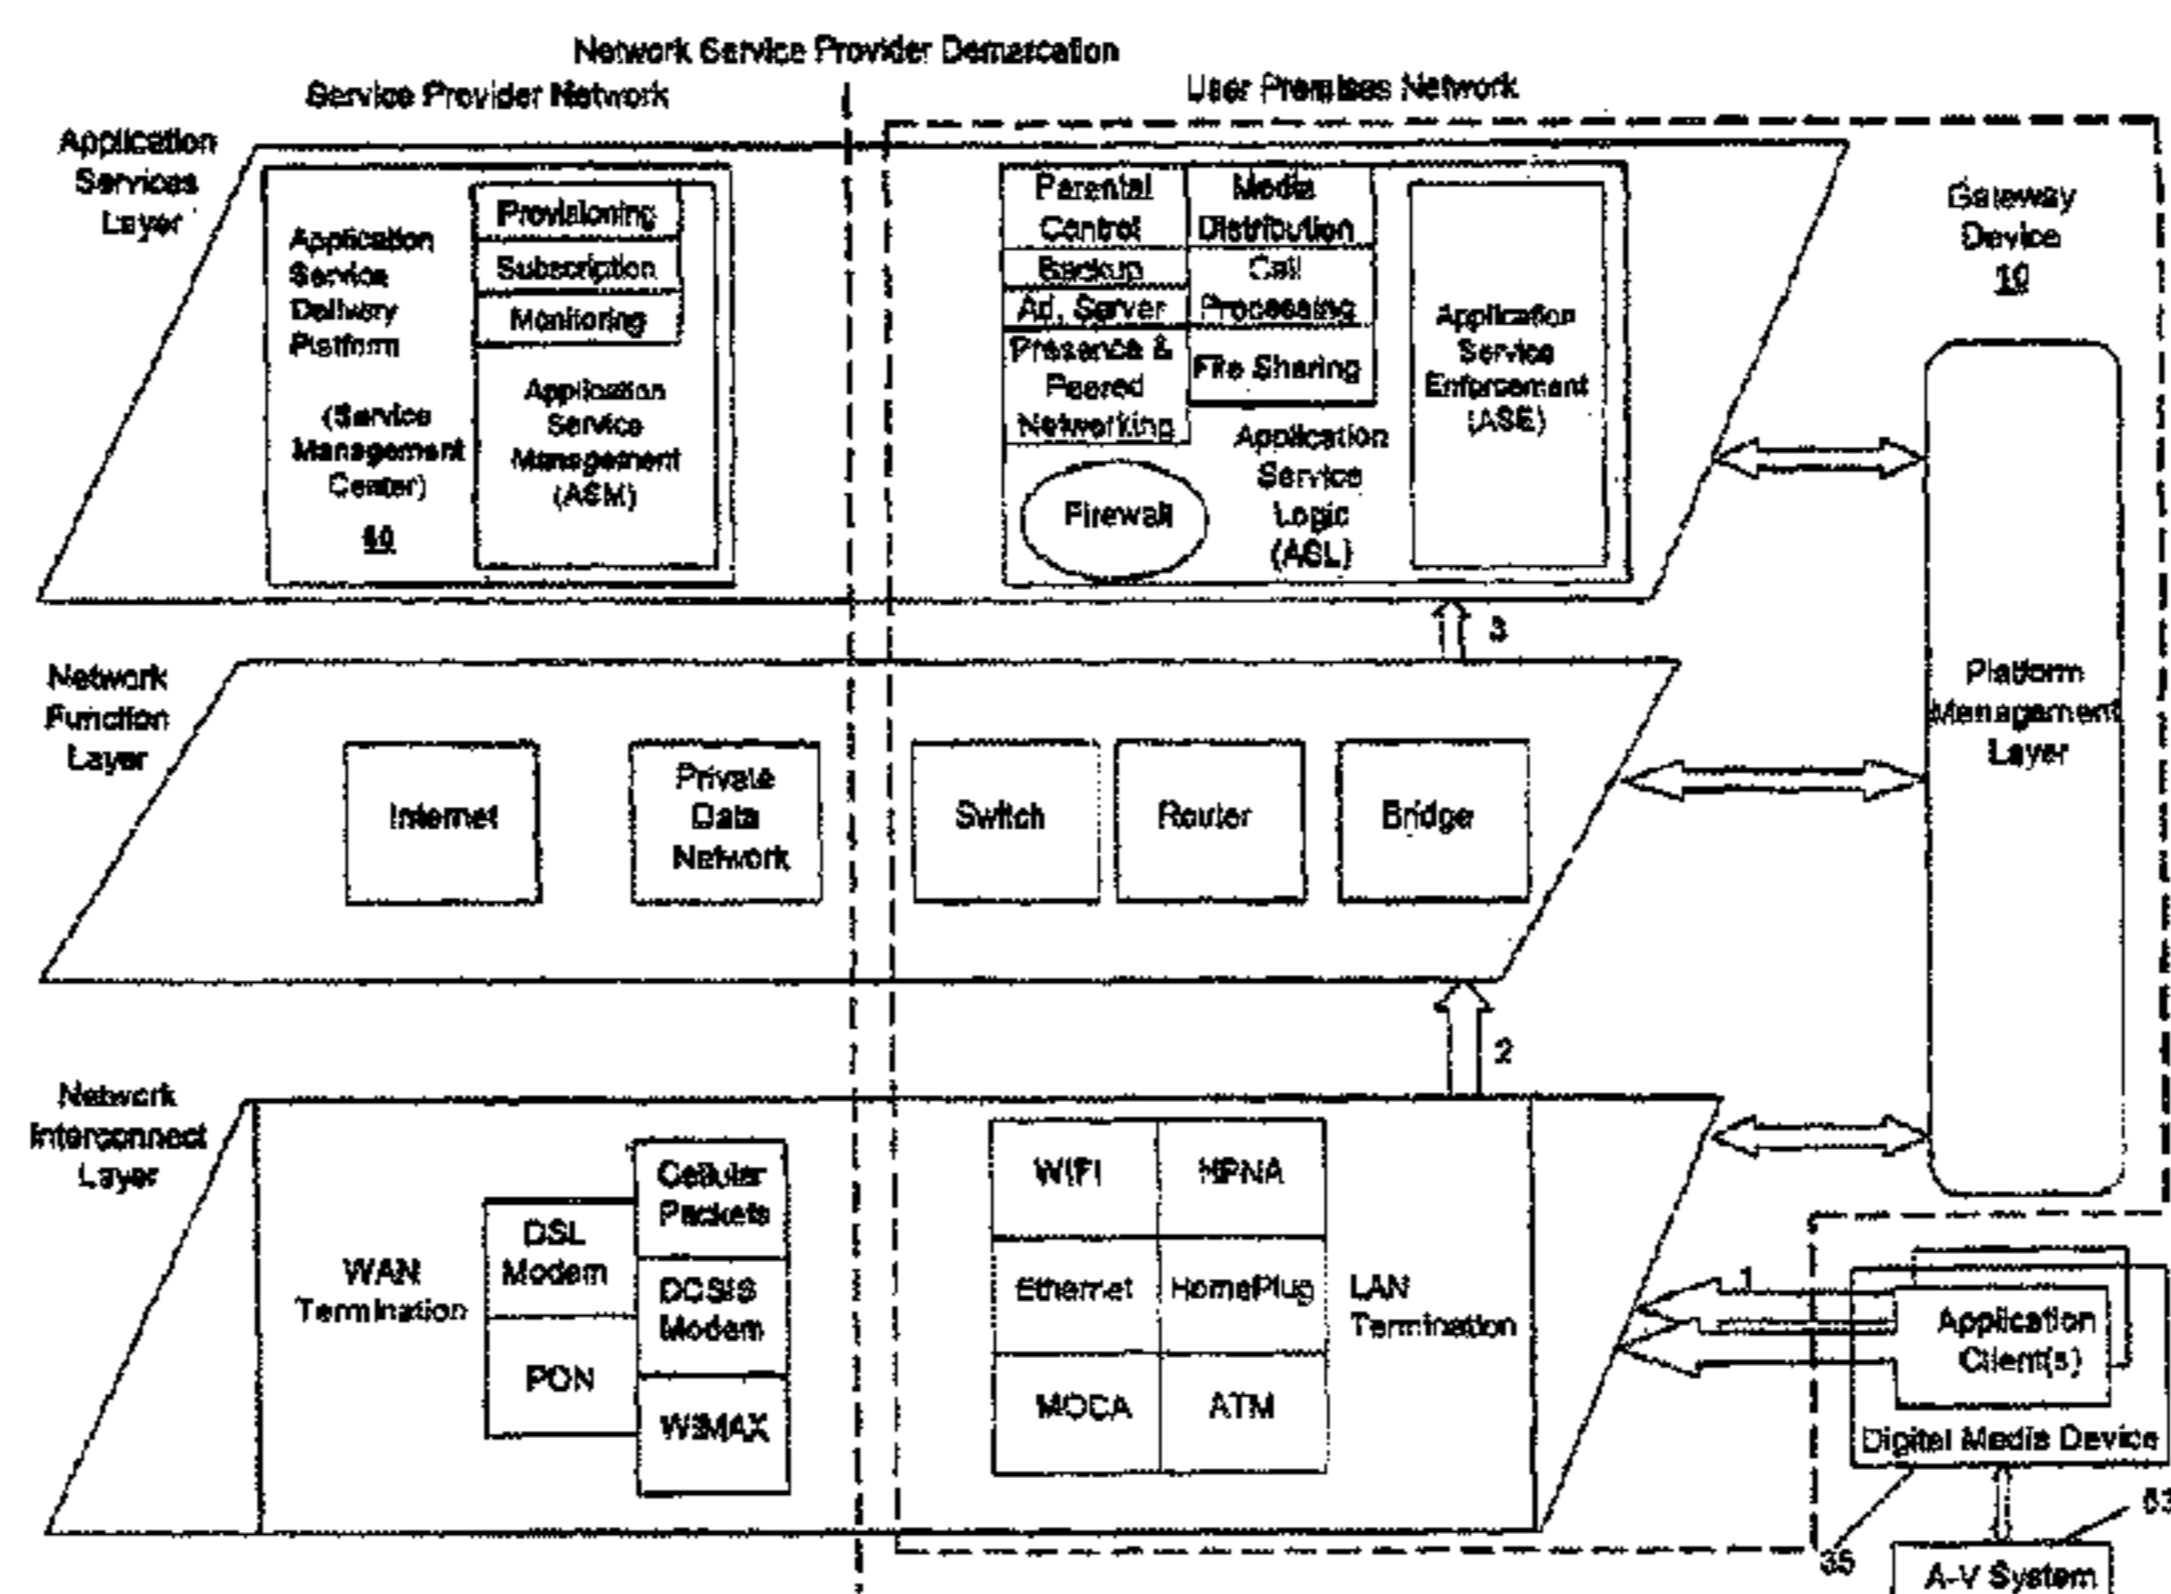 Network Service Provider Demarcation
Service Provider Network
User Premises Network
Application
Services
Layer
Application
Service
Delivery
Platform
(Service
Management
Center)
60
Provisioning
Subscription
Monitoring
Application
Service
Management
(ASM)
Parental
Control
Backup
Ad. Server
Presence &
Peered
Networking
Firewall
Media
Distribution
Call
Processing
File Sharing
Application
Service
Logic
(ASL)
Application
Service
Enforcement
(ASE)
Gateway
Device
10
3
Network
Function
Layer
Internet
Private
Data
Network
Switch
Router
Bridge
Platform
Management
Layer
2
Network
Interconnect
Layer
WAN
Termination
DSL
Modem
PON
Cellular
Packets
DCSIS
Modem
WiMAX
WIFI
HPNA
Ethernet
HomePlug
MOCA
ATM
LAN
Termination
1
Application
Client(s)
Digital Media Device
35
A-V System